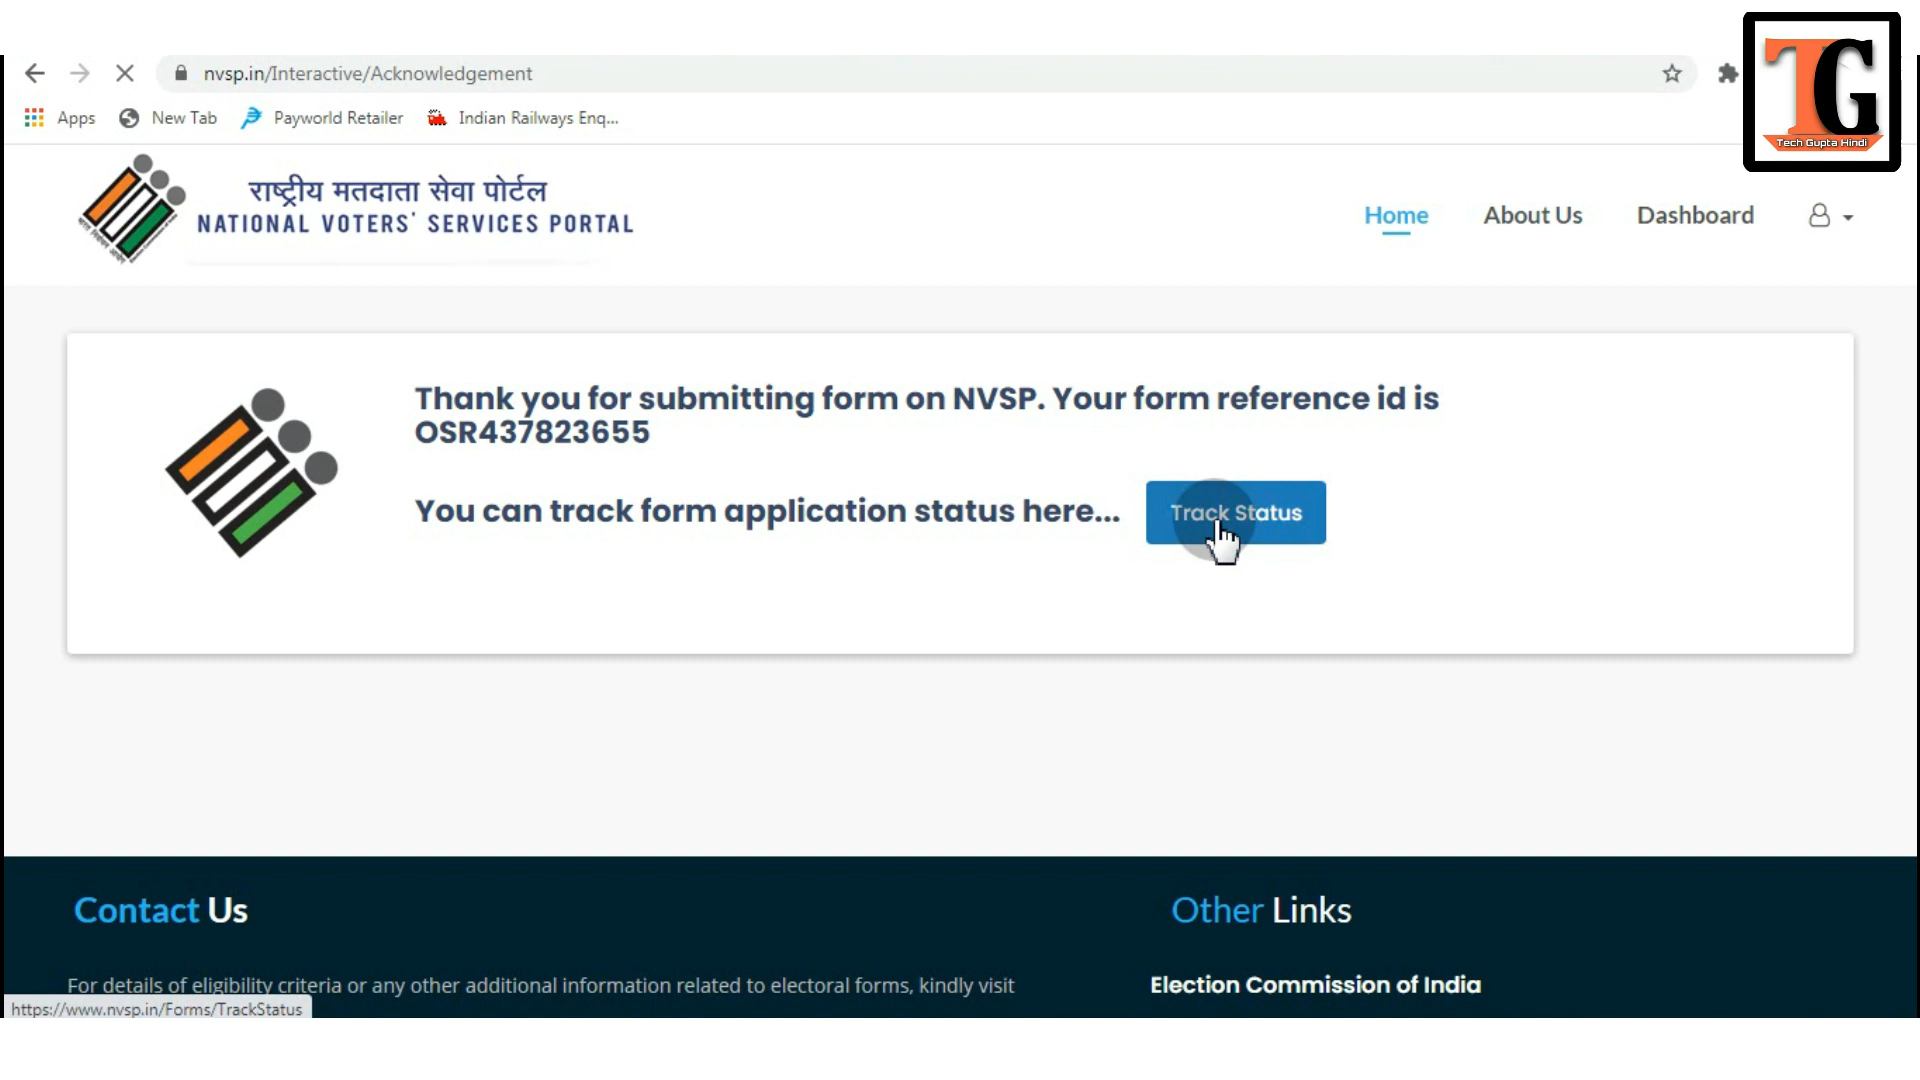 nvsp.in/Interactive/Acknowledgement
Apps New Tab Payworld Retailer Indian Railways Enq...
TG
Tech Gupta Hindi
राष्ट्रीय मतदाता सेवा पोर्टल
NATIONAL VOTERS' SERVICES PORTAL
Home About Us Dashboard
Thank you for submitting form on NVSP. Your form reference id is
OSR437823655
You can track form application status here... Track Status
Contact Us
Other Links
For details of eligibility criteria or any other additional information related to electoral forms, kindly visit
Election Commission of India
https://www.nvsp.in/Forms/TrackStatus